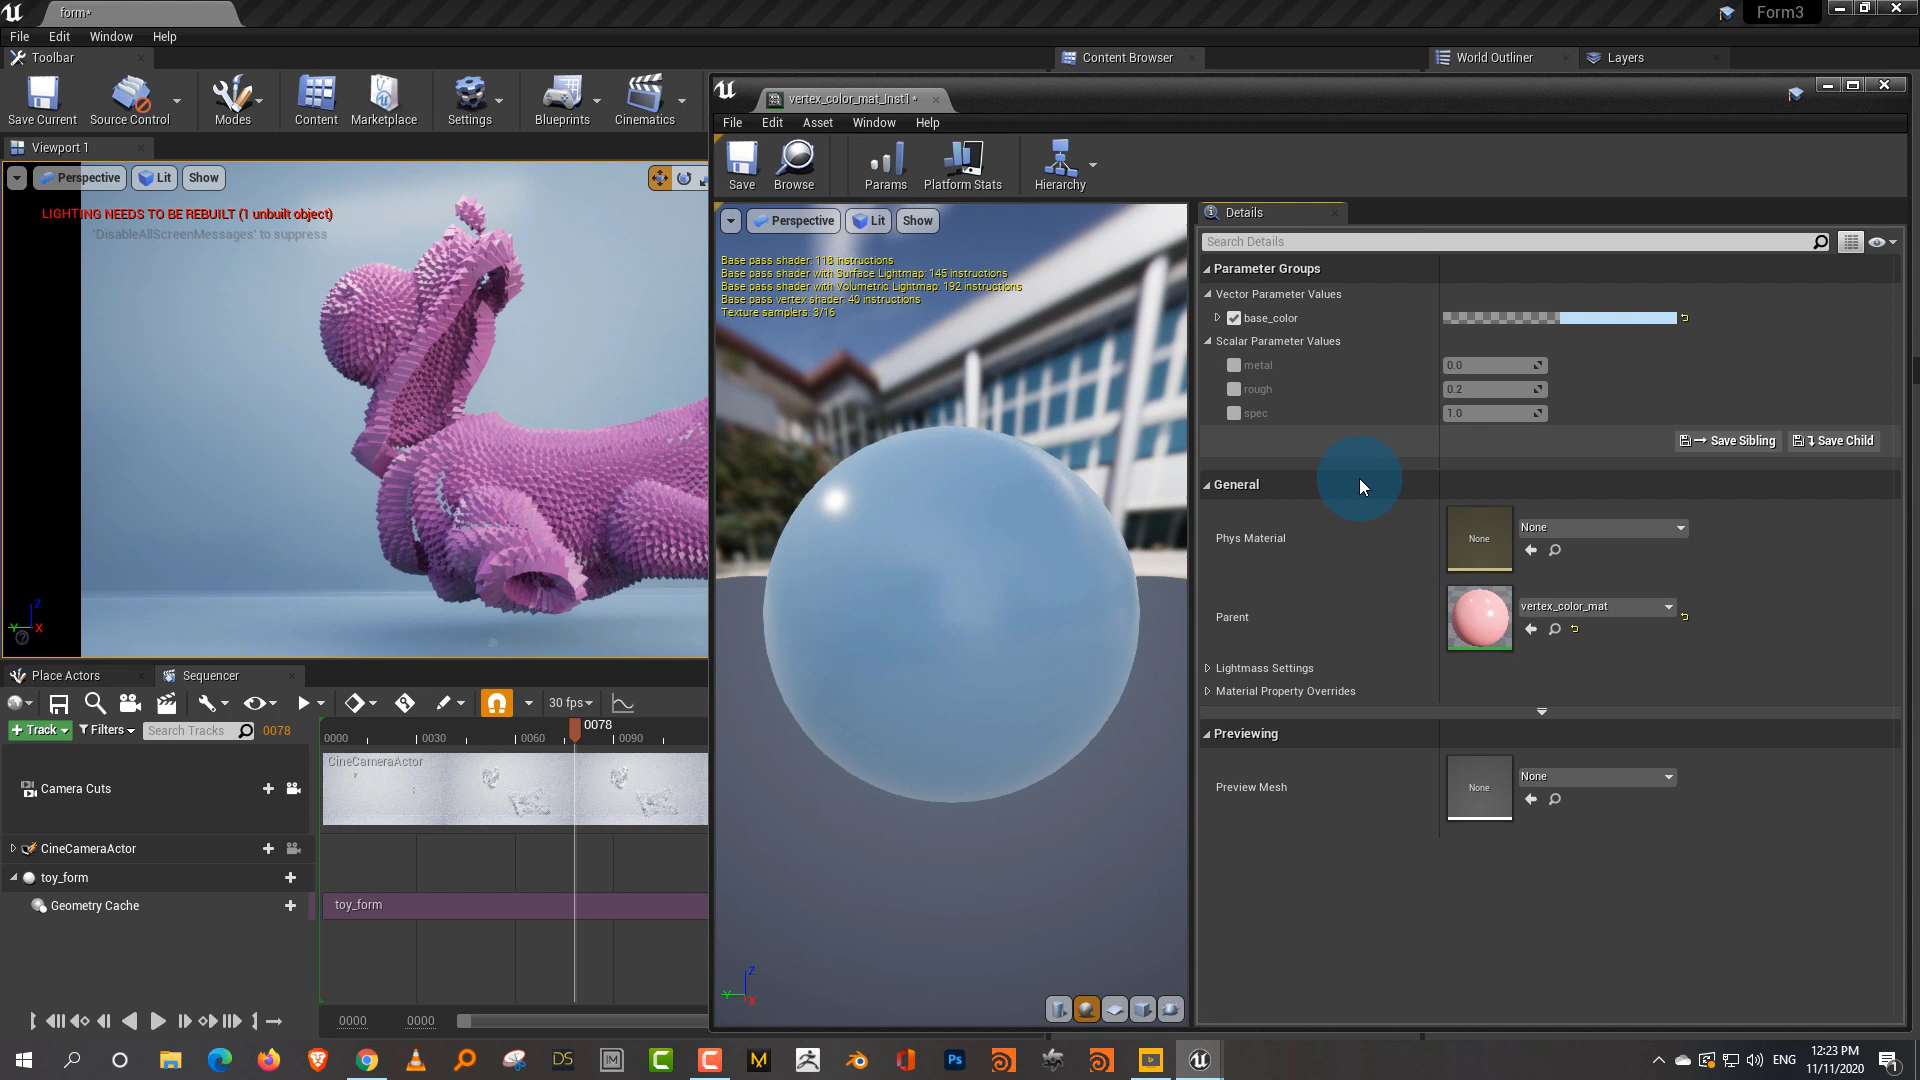 form*
Form3
File Edit Window Help
Toolbar
Content Browser
World Outliner
Layers
Save Current
Source Control
Modes
Content
Marketplace
Settings
Blueprints
Cinematics
Viewport 1
Perspective
Lit
Show
LIGHTING NEEDS TO BE REBUILT (1 unbuilt object)
'DisableAllScreenMessages' to suppress
Z
Y
X
vertex_color_mat_Inst1*
File Edit Asset Window Help
Save
Browse
Params
Platform Stats
Hierarchy
Perspective
Lit
Show
Base pass shader: 118 instructions
Base pass shader with Surface Lightmap: 145 instructions
Base pass shader with Volumetric Lightmap: 192 instructions
Base pass vertex shader: 40 instructions
Texture samplers: 3/16
Z
Y
X
Details
Search Details
Parameter Groups
Vector Parameter Values
base_color
Scalar Parameter Values
metal 0.0
rough 0.2
spec 1.0
Save Sibling
Save Child
General
Phys Material
None
None
Parent
vertex_color_mat
Lightmass Settings
Material Property Overrides
Previewing
Preview Mesh
None
None
Place Actors
Sequencer
30 fps
Track
Filters
Search Tracks
0078
0078
0000 0030 0060 0090
Camera Cuts
CineCameraActor
CineCameraActor
toy_form
Geometry Cache
toy_form
0000 0000
DS
IM
C
C
M
Ps
ENG
12:23 PM
11/11/2020
1